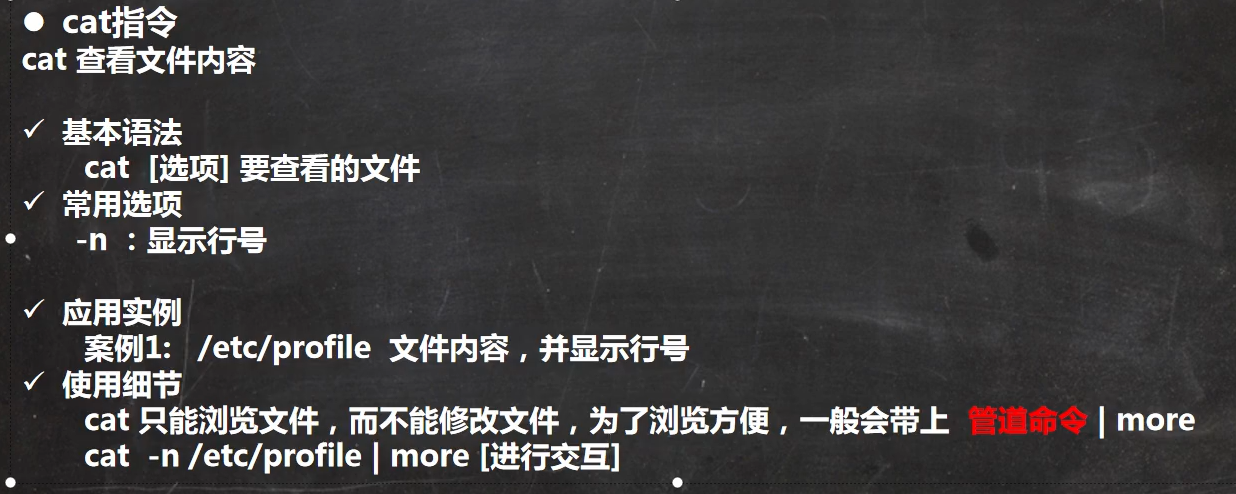 ● cat指令
cat 查看文件内容
✓ 基本语法
cat [选项] 要查看的文件
✓ 常用选项
-n ：显示行号
✓ 应用实例
案例1: /etc/profile 文件内容，并显示行号
✓ 使用细节
cat 只能浏览文件，而不能修改文件，为了浏览方便，一般会带上 管道命令 | more
cat -n /etc/profile | more [进行交互]